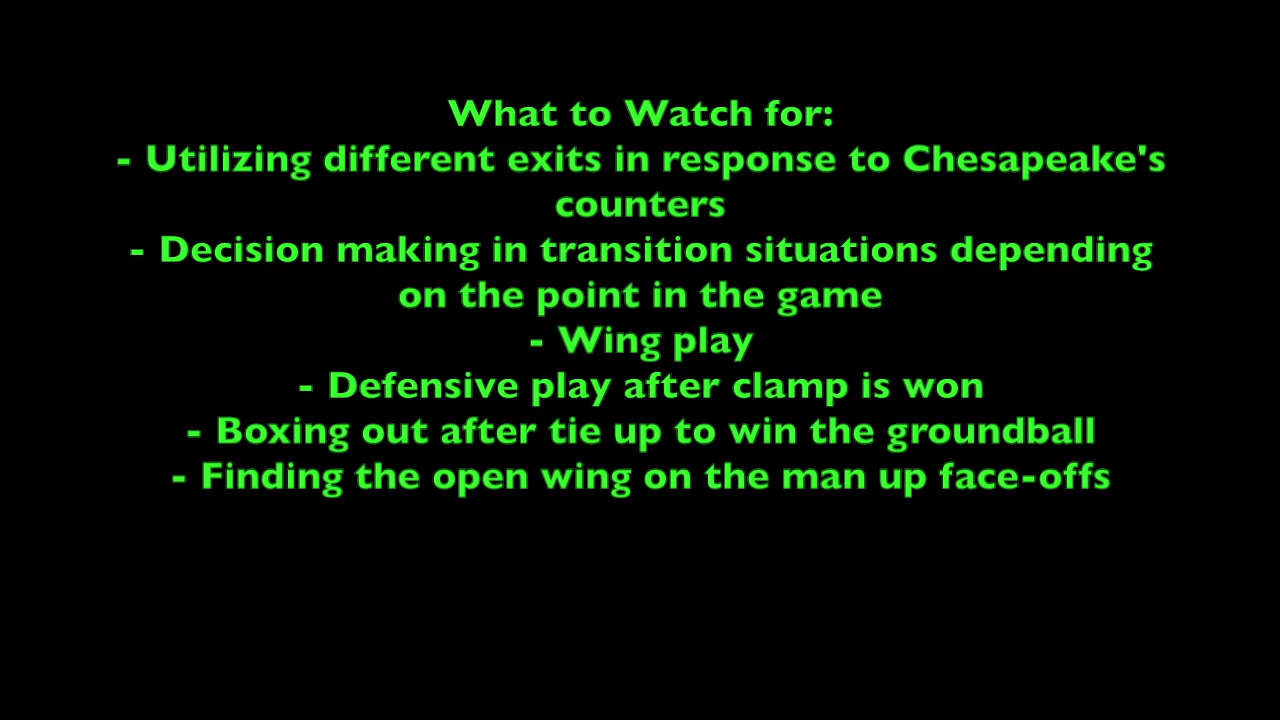 What to Watch for:
- Utilizing different exits in response to Chesapeake's
counters
- Decision making in transition situations depending
on the point in the game
- Wing play
- Defensive play after clamp is won
- Boxing out after tie up to win the groundball
- Finding the open wing on the man up face-offs